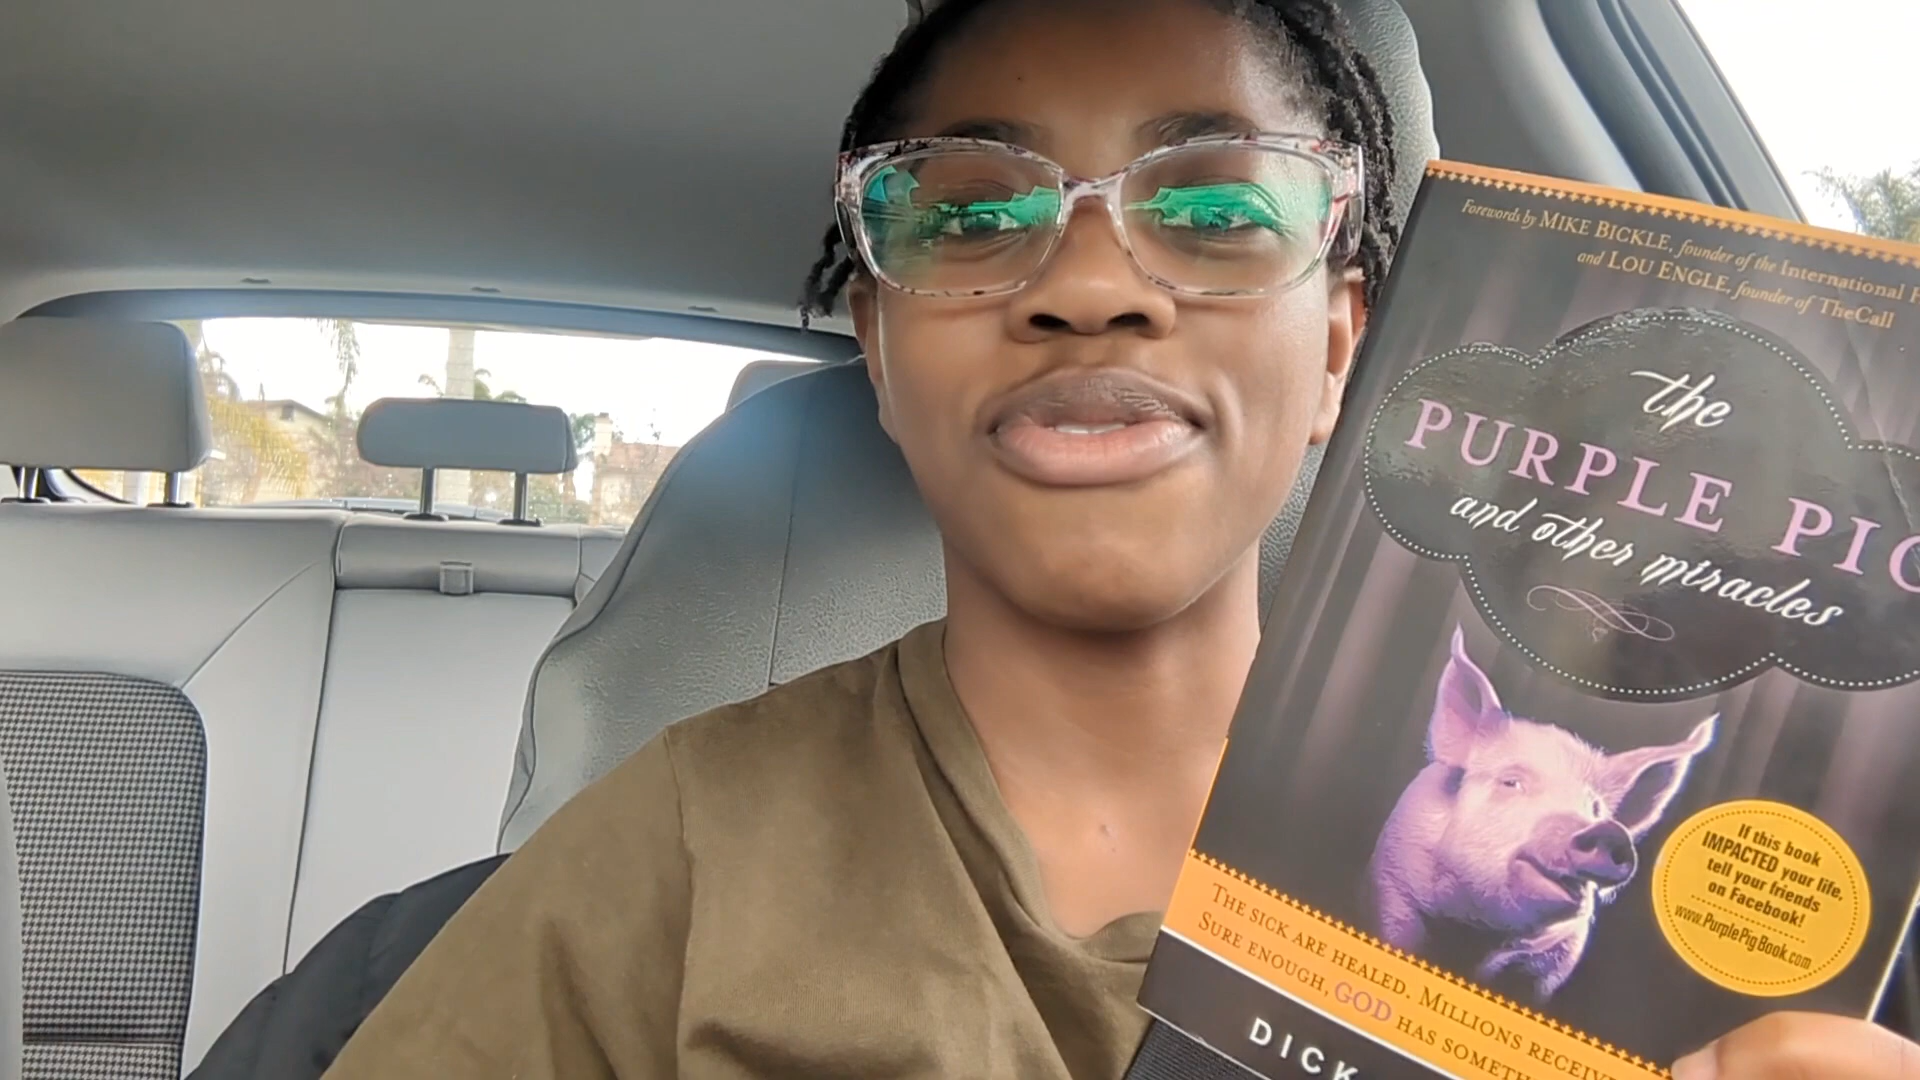 Forewords by MIKE BICKLE, founder of the International
and LOU ENGLE, founder of TheCall
the
PURPLE PIG
and other miracles
If this book
IMPACTED your life,
tell your friends
on Facebook!
www.PurplePigBook.com
THE SICK ARE HEALED. MILLIONS RECEIVE
SURE ENOUGH, GOD HAS SOMETH
DICK